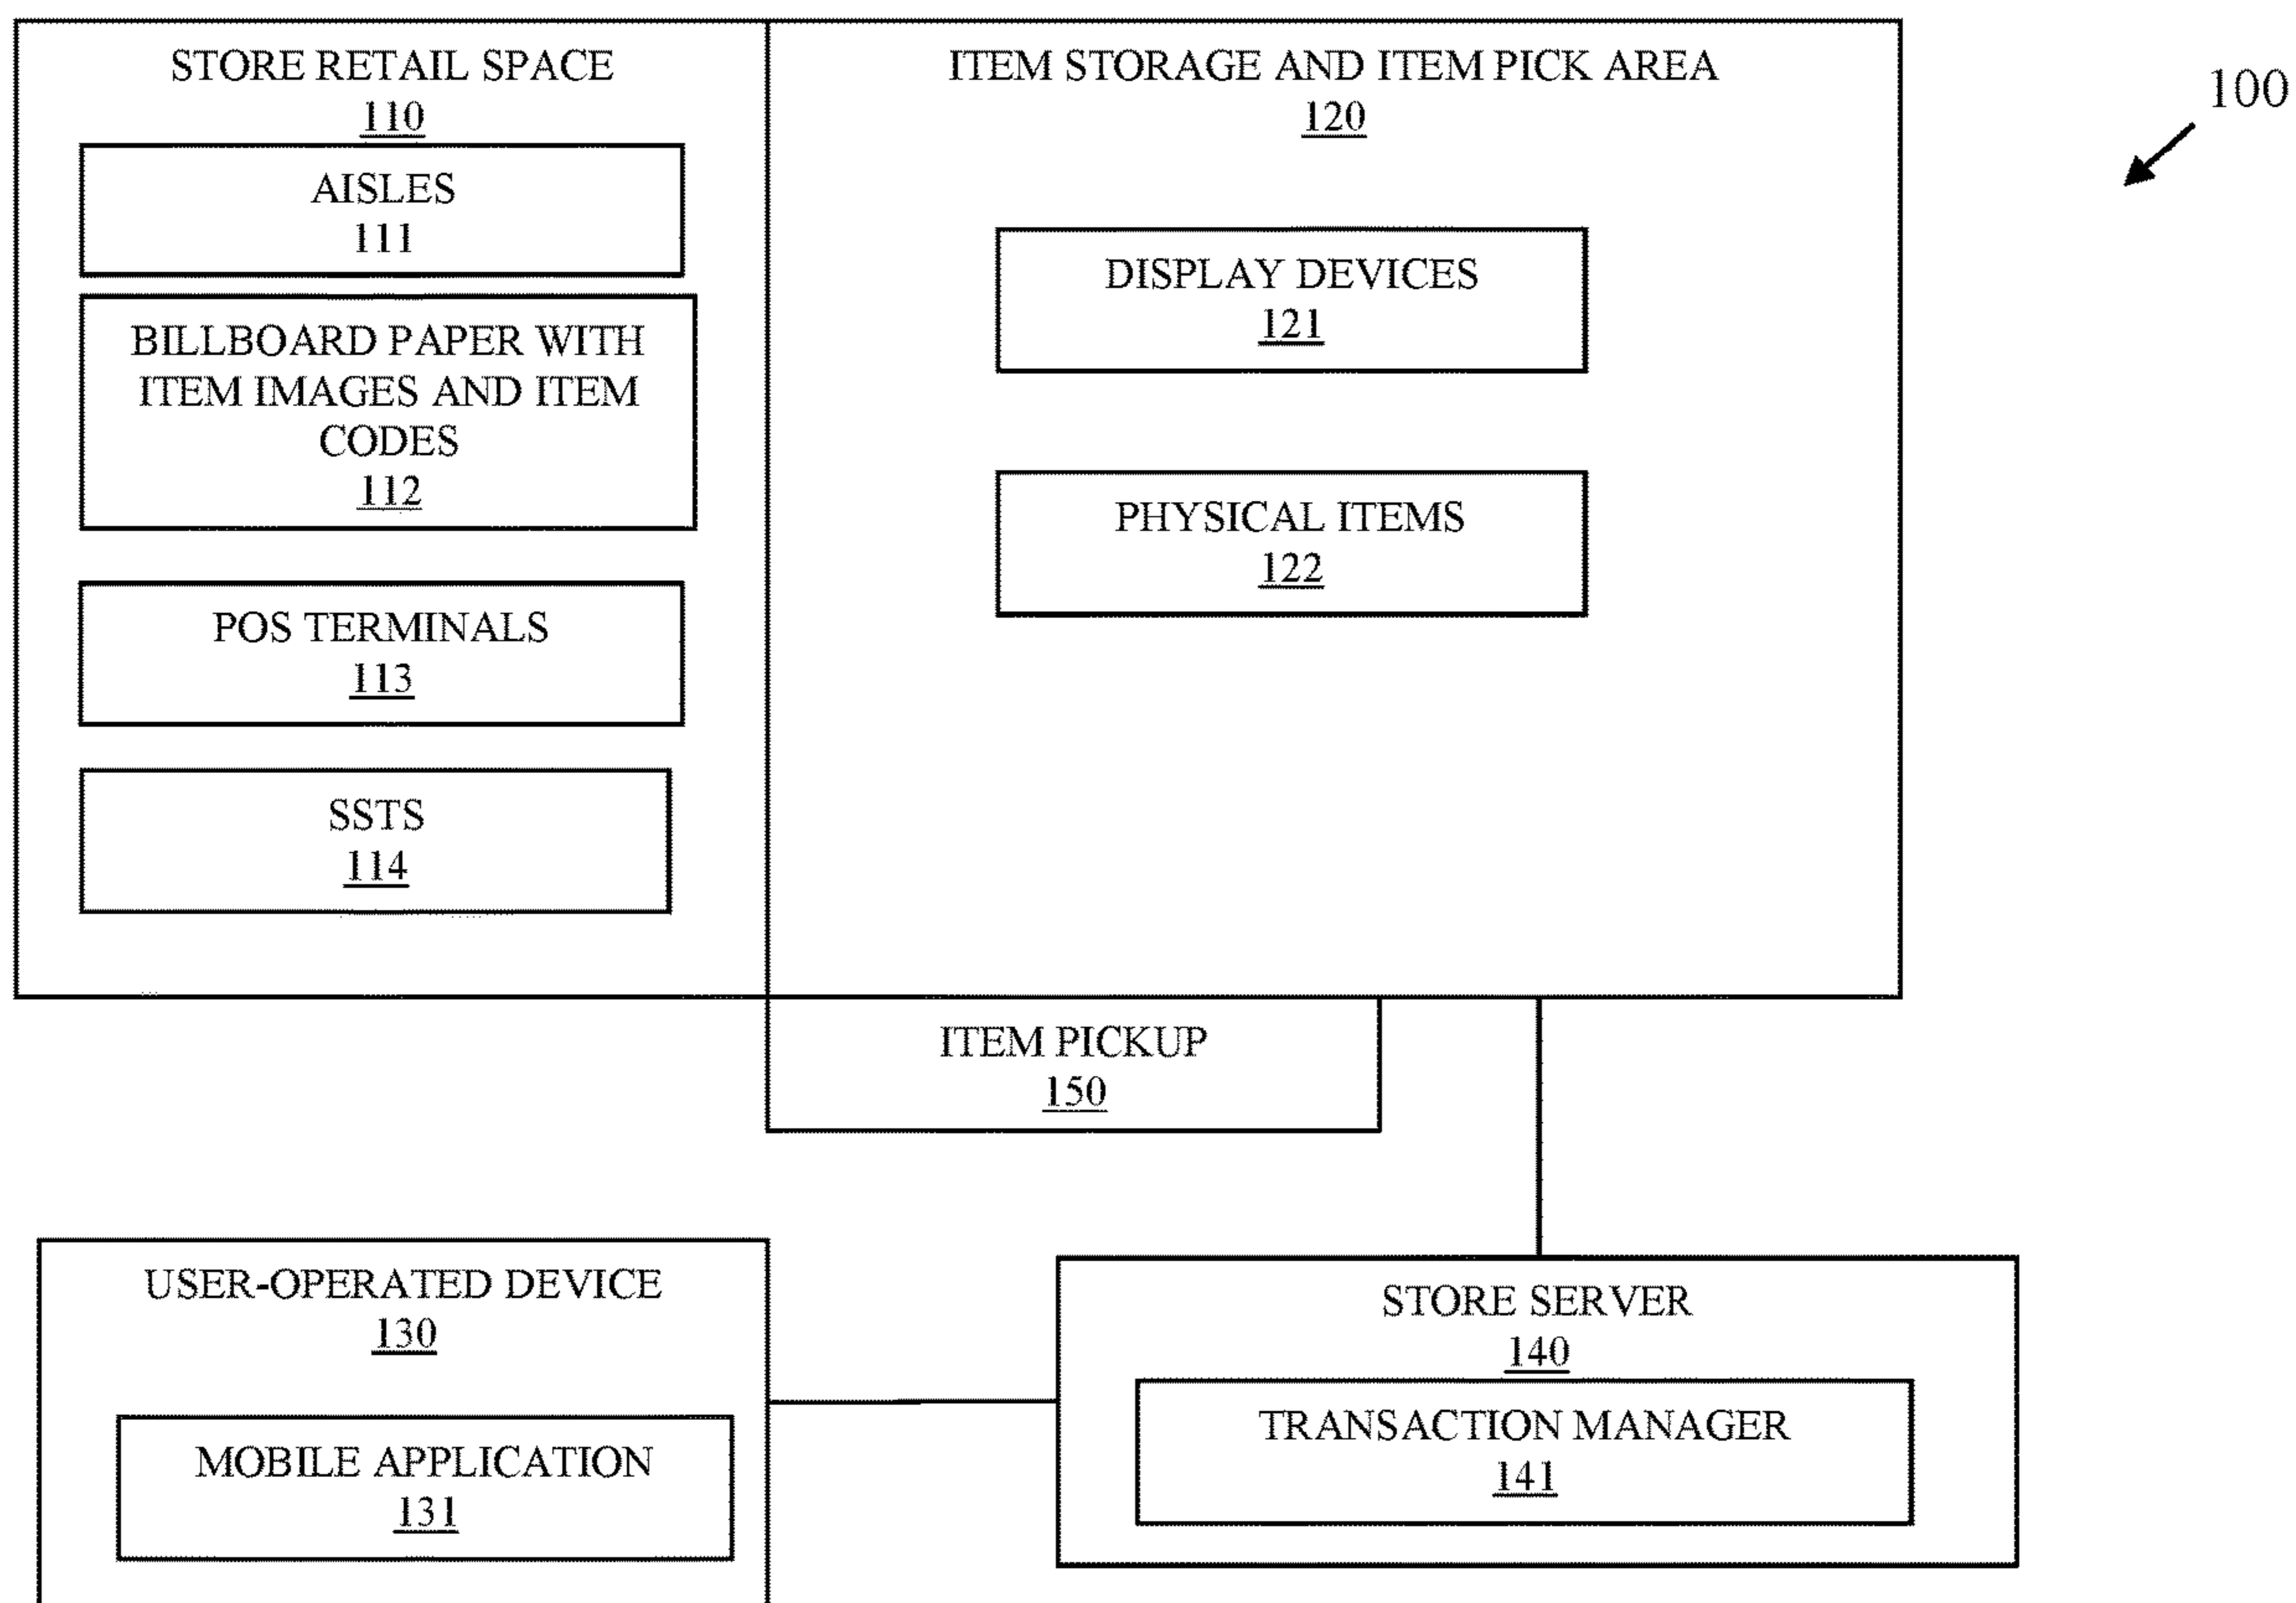 STORE RETAIL SPACE
110
AISLES
111
BILLBOARD PAPER WITH
ITEM IMAGES AND ITEM
CODES
112
POS TERMINALS
113
SSTS
114
ITEM STORAGE AND ITEM PICK AREA
120
DISPLAY DEVICES
121
PHYSICAL ITEMS
122
100
ITEM PICKUP
150
USER-OPERATED DEVICE
130
MOBILE APPLICATION
131
STORE SERVER
140
TRANSACTION MANAGER
141